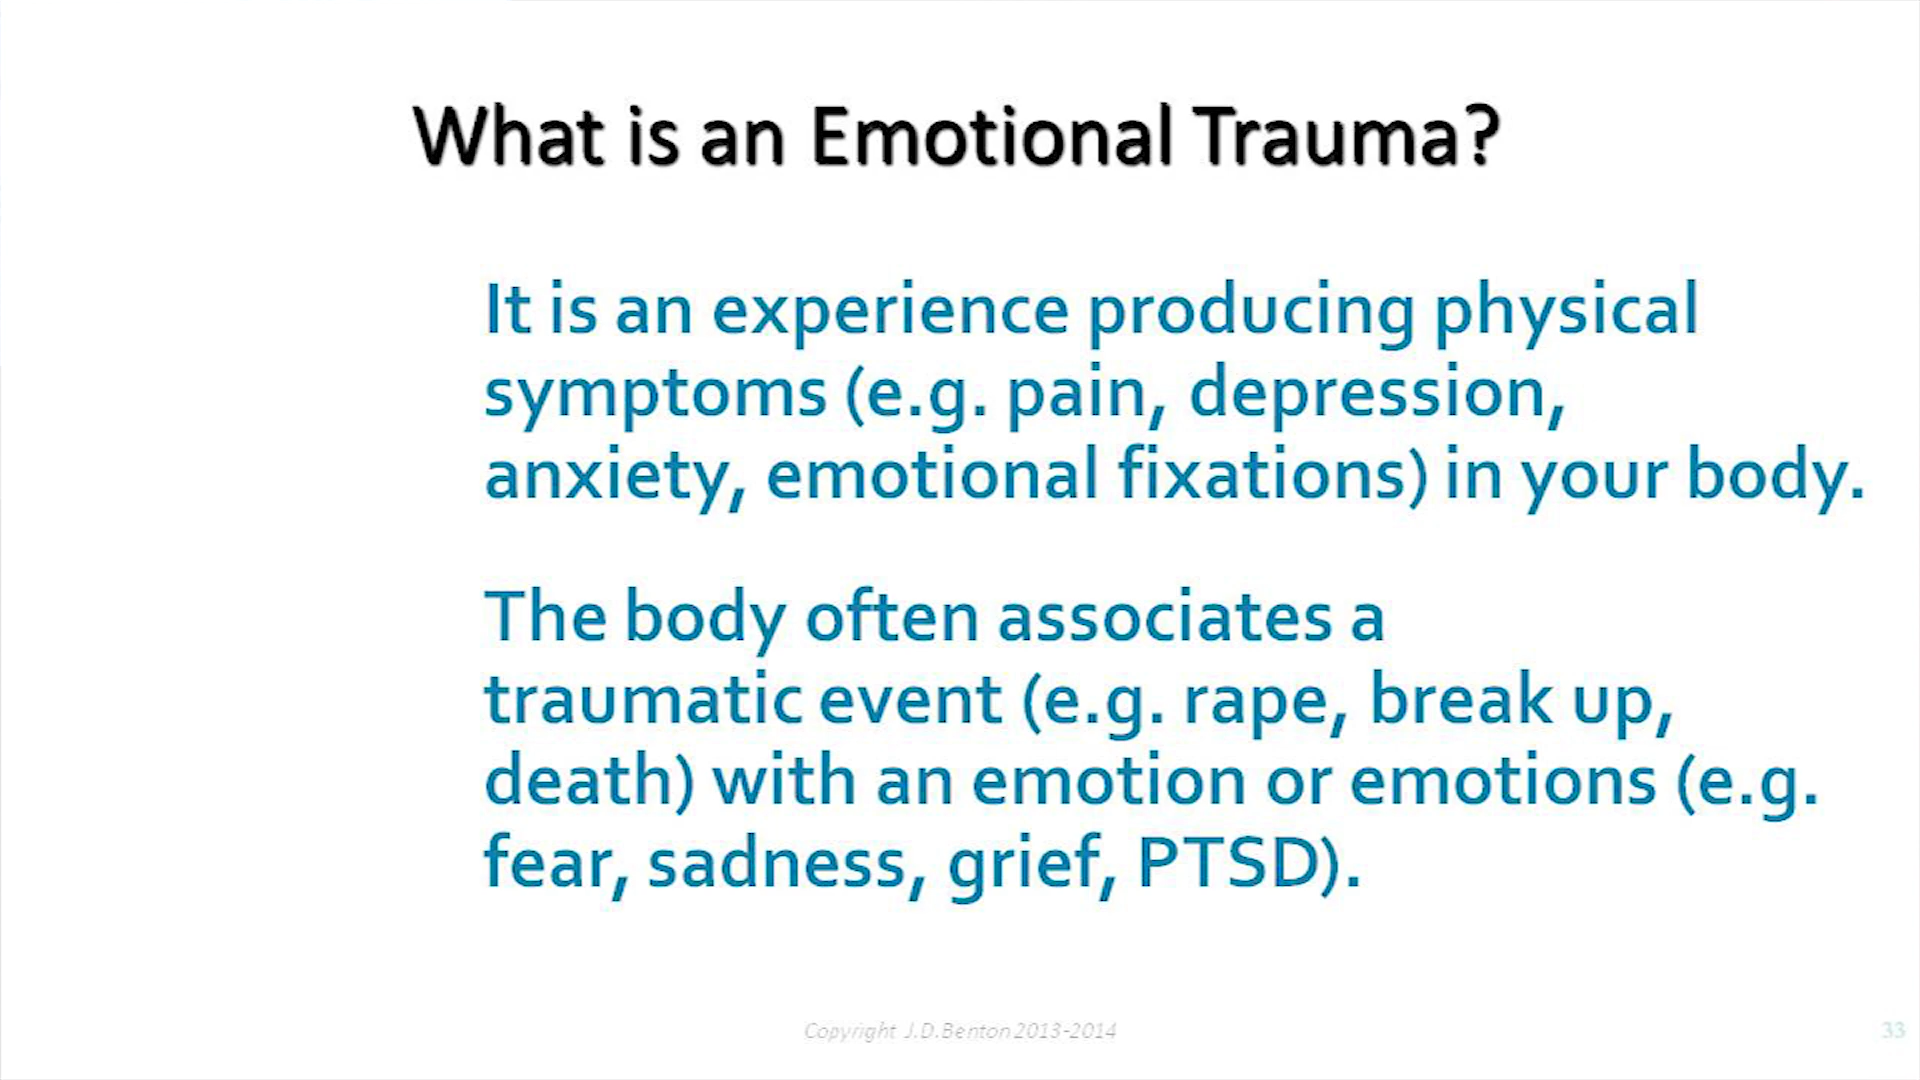 What is an Emotional Trauma?
It is an experience producing physical
symptoms (e.g. pain, depression,
anxiety, emotional fixations) in your body.
The body often associates a
traumatic event (e.g. rape, break up,
death) with an emotion or emotions (e.g.
fear, sadness, grief, PTSD).
Copyright J.D.Benton 2013-2014
33